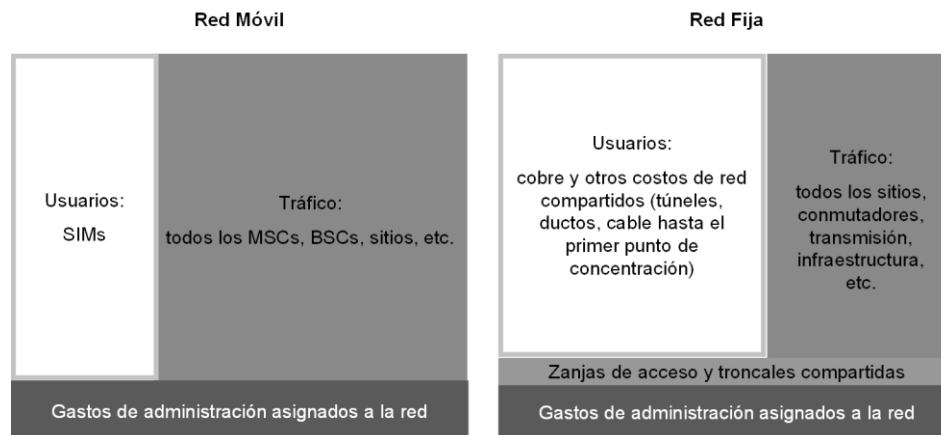 Red Móvil
Usuarios:
SIMs
Tráfico:
todos los MSCs, BSCs, sitios, etc.
Gastos de administración asignados a la red
Red Fija
Usuarios:
cobre y otros costos de red
compartidos (túneles,
ductos, cable hasta el
primer punto de
concentración)
Tráfico:
todos los sitios,
conmutadores,
transmisión,
infraestructura,
etc.
Zanjas de acceso y troncales compartidas
Gastos de administración asignados a la red